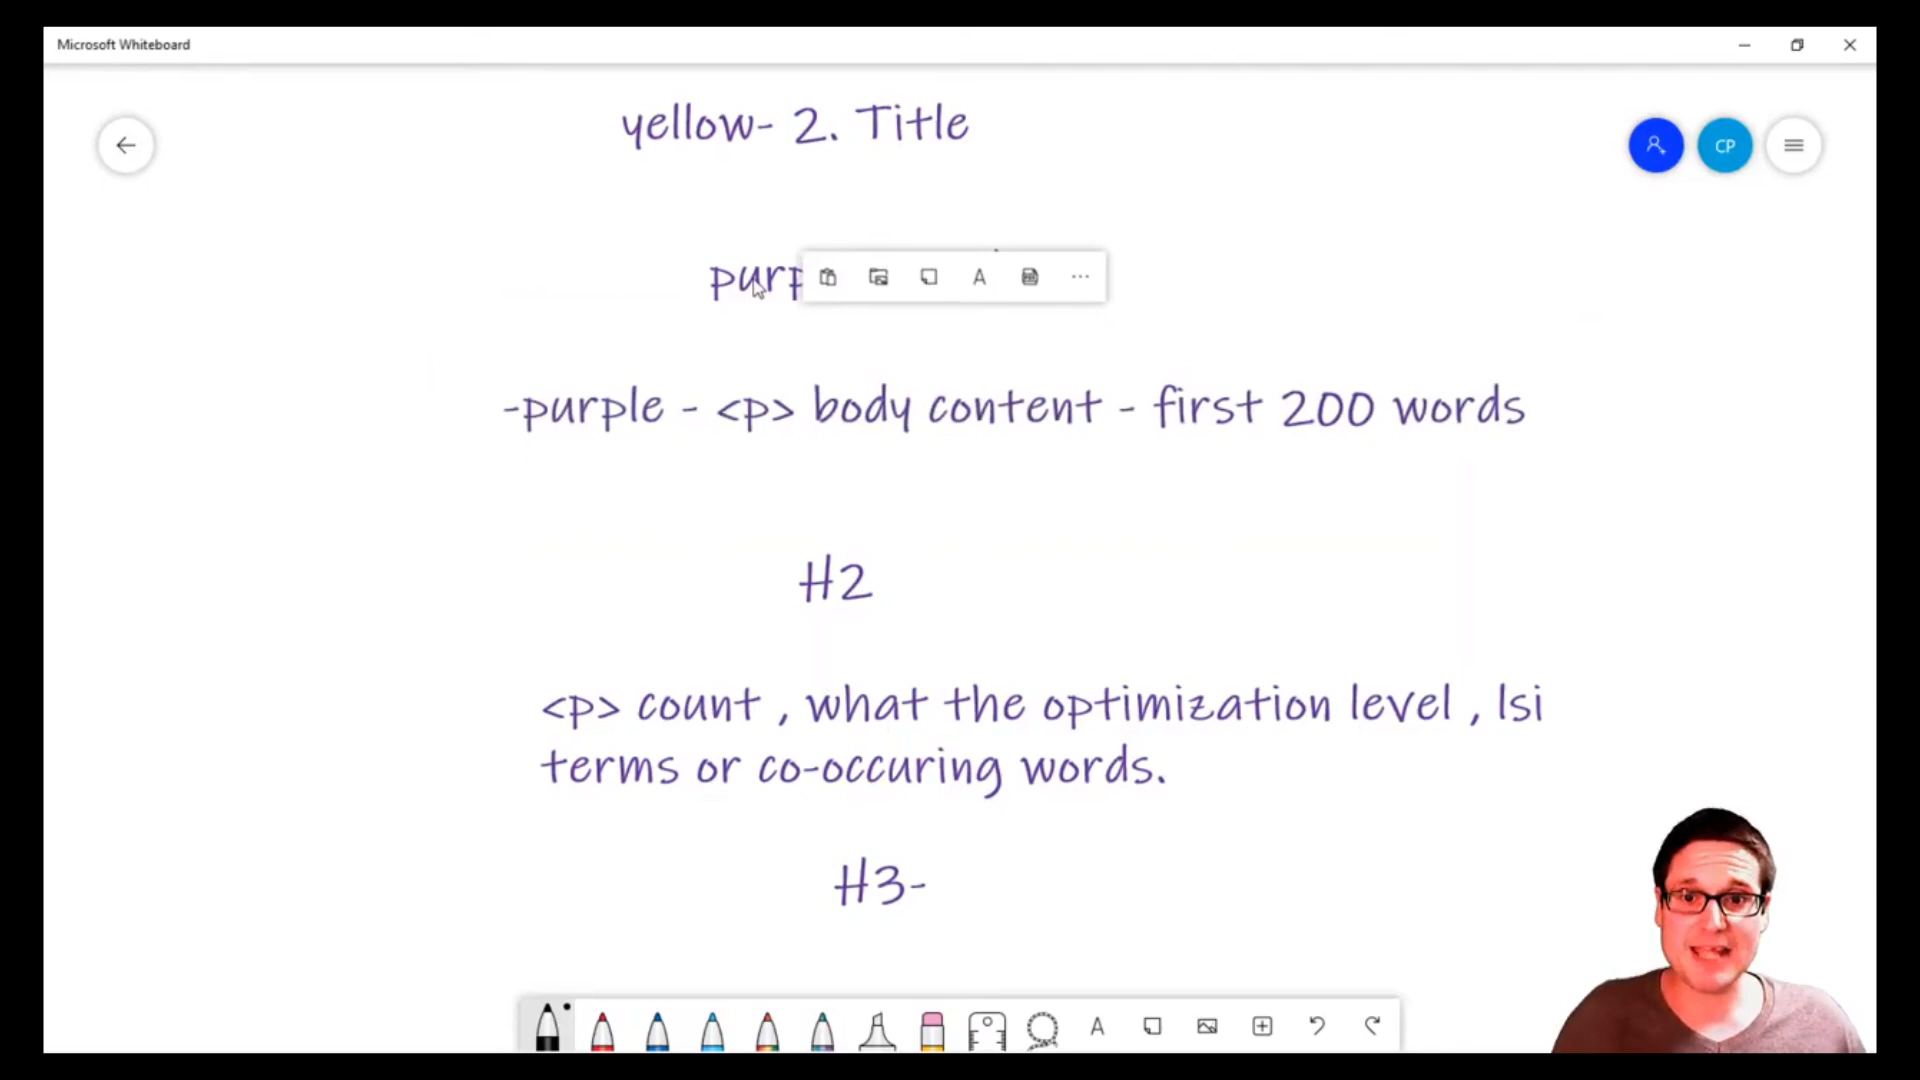 Microsoft Whiteboard
yellow- 2. Title
CP
purp
-purple - <p> body content - first 200 words
H2
<p> count , what the optimization level , lsi
terms or co-occuring words.
H3-